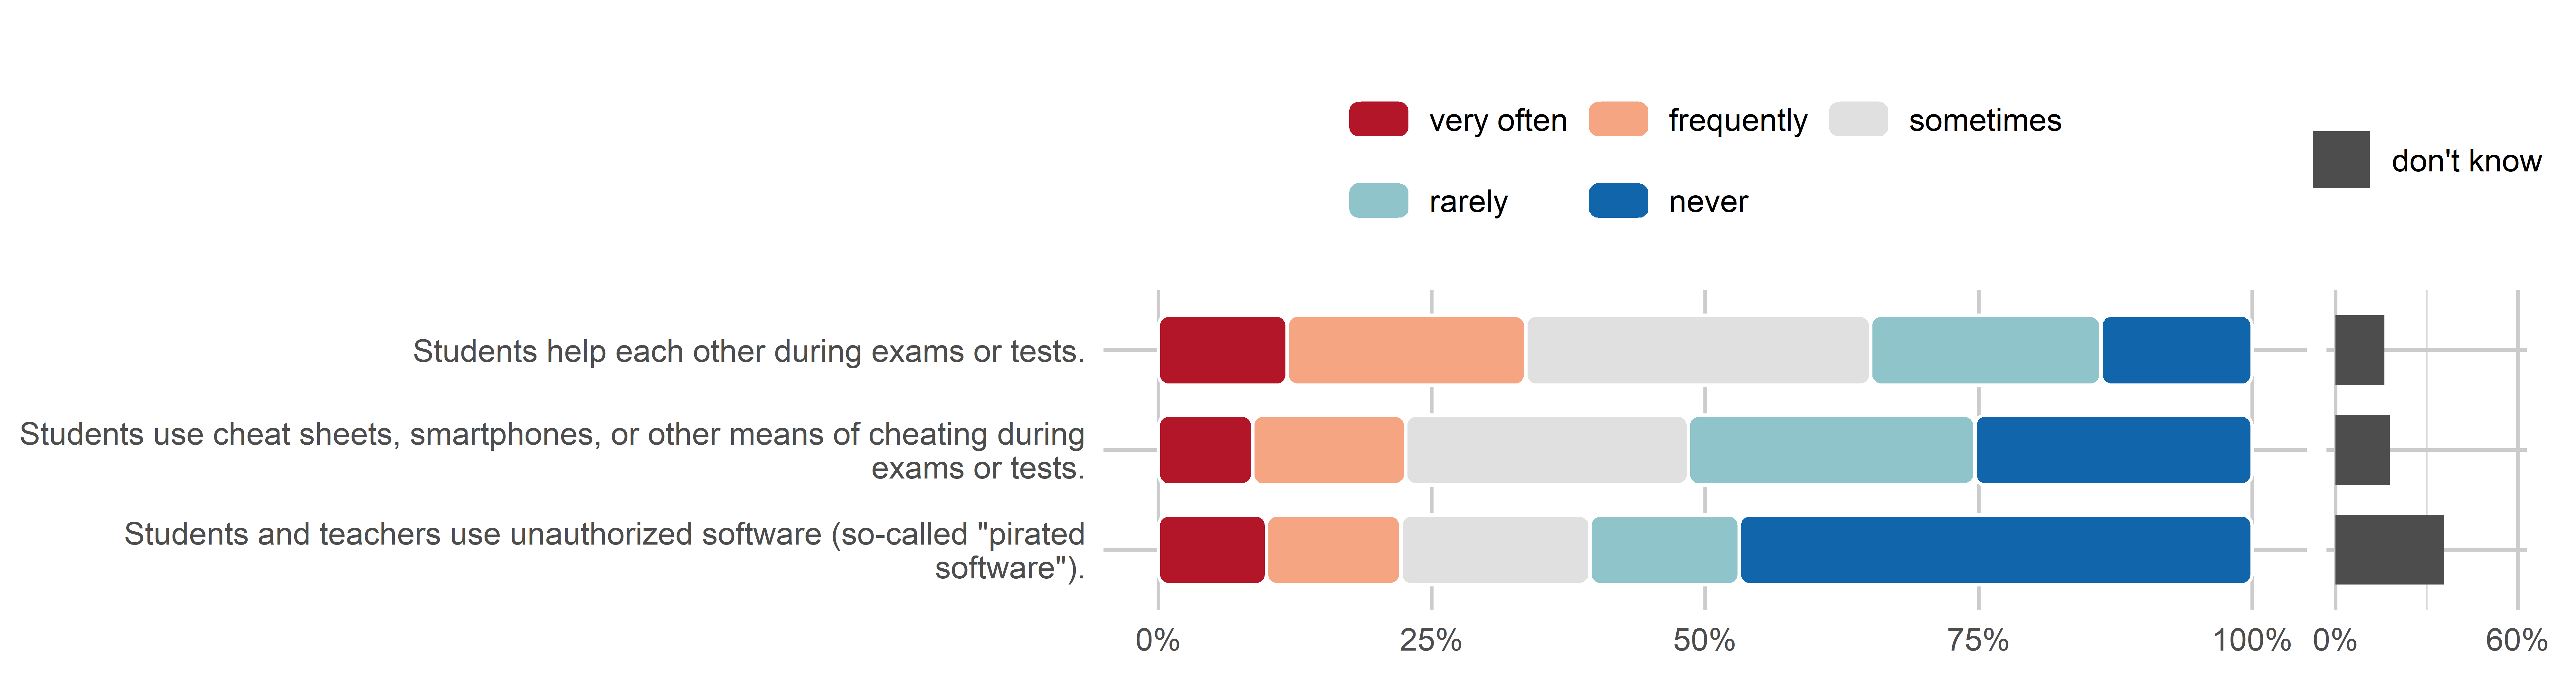 very often
frequently
sometimes
rarely
never
don't know
Students help each other during exams or tests.
Students use cheat sheets, smartphones, or other means of cheating during
exams or tests.
Students and teachers use unauthorized software (so-called "pirated
software").
0%
25%
50%
75%
100%
0%
60%